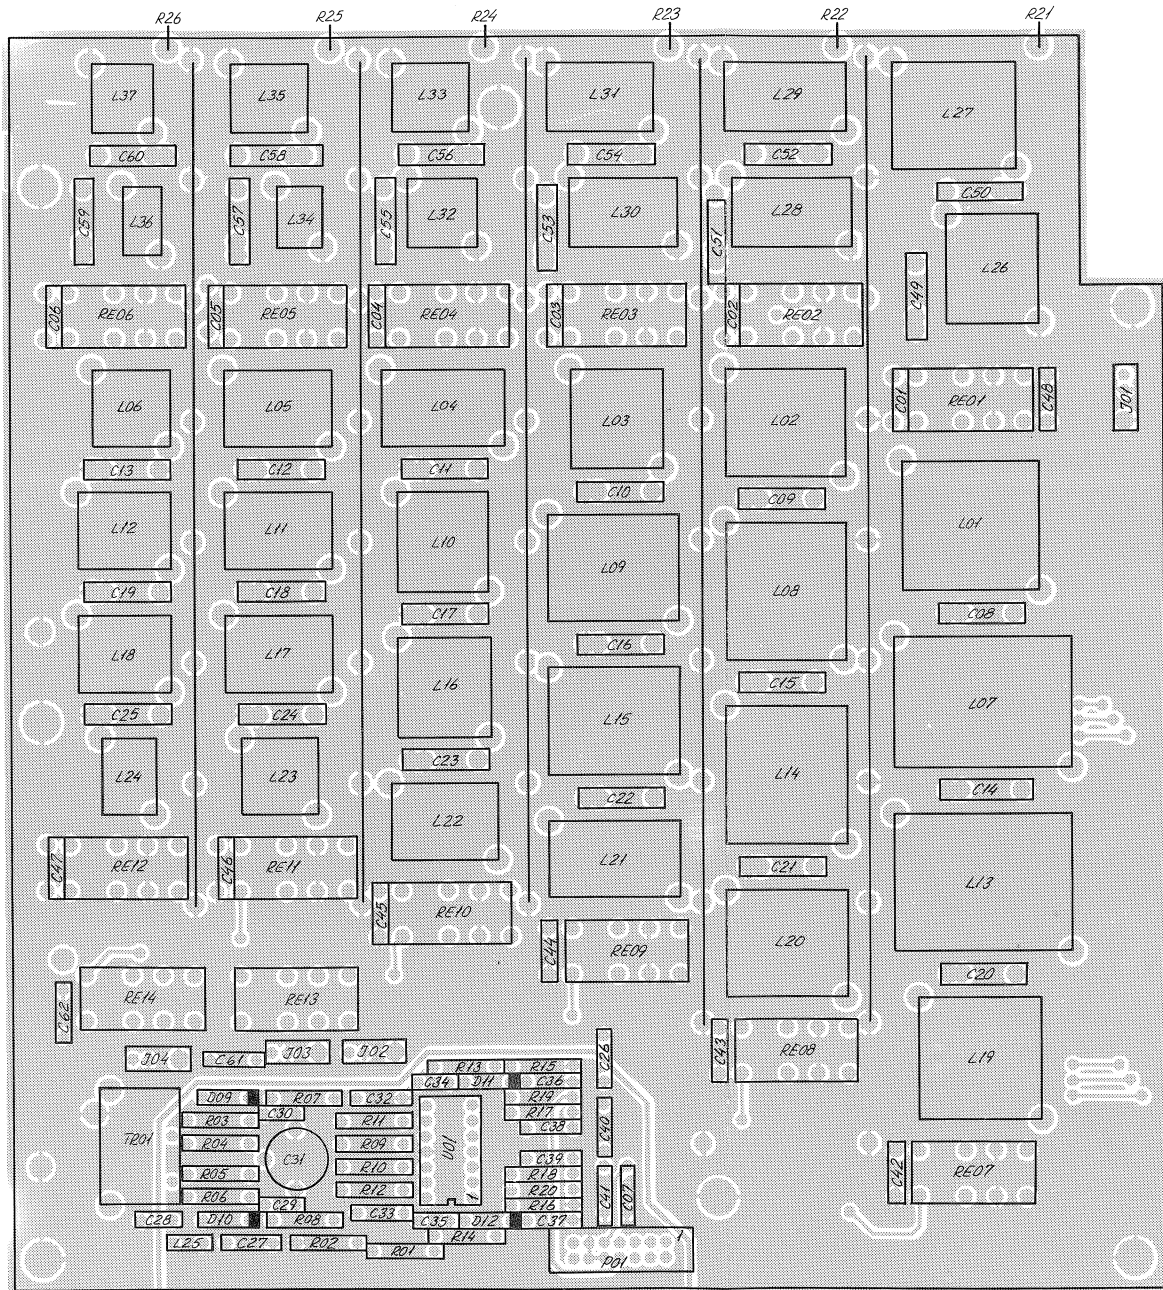 R26 R25 R24 R23 R22 R21
L37 L35 L33 L31 L29 L27
C60 C58 C56 C54 C52 C50
C59 L36 C57 L34 C55 L32 C53 L30 C51 L28 C49 L26
C06 RE06 C05 RE05 C04 RE04 C03 RE03 C02 RE02
C01 RE01 C48 J01
L06 L05 L04 L03 L02
C13 C12 C11 C10 C09
L12 L11 L10 L09 L08 L01
C19 C18 C17 C16 C08
L18 L17 L16 L15 C15 L07
C25 C24 C23 C22 L14 C14
L24 L23 L22 L21 C21 L13
C47 RE12 C46 RE11 C45 RE10 C44 RE09 L20 C20
C62 RE14 RE13 C43 RE08 L19
J04 C61 J03 J02 C26
R13 R15
C34 D11 C36
D09 R07 C32 R19
C30 R17
TR01 R03 R11 C38 C40
R04 C31 R09 U01
R05 R10 C39
R18
R06 R12 R20 C41 C07 C42 RE07
C29 R16
C28 D10 R08 C33 C35 D12 C37
1
L25 C27 R02 R01 R14 1
P01